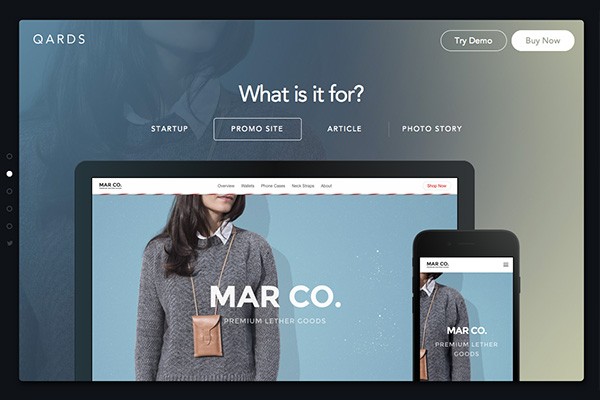 QARDS
Try Demo
Buy Now
What is it for?
STARTUP
PROMO SITE
ARTICLE
PHOTO STORY
MAR CO.
Overview Wallets Phone Cases Neck Straps About
Shop Now
MAR CO.
PREMIUM LETHER GOODS
MAR CO.
MAR CO.
PREMIUM LETHER
GOODS